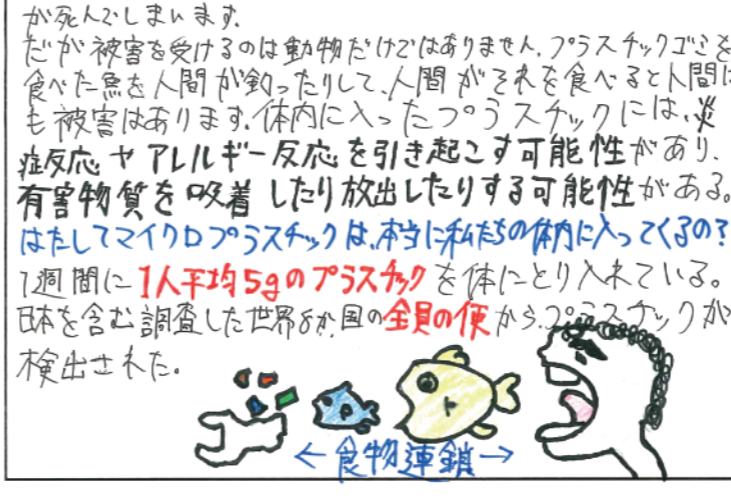 が死んでしまいます。
だが被害を受けるのは動物だけではありません。プラスチックゴミを
食べた魚を人間が釣ったりして、人間がそれを食べると人間に
も被害はあります。体内に入ったプラスチックには、炎
症反応やアレルギー反応を引き起こす可能性があり、
有害物質を吸着したり放出したりする可能性がある。
はたしてマイクロプラスチックは、本当に私たちの体内に入ってくるの？
1週間に1人平均5gのプラスチックを体にとり入れている。
日本を含む調査した世界8か国の全員の便からプラスチックが
検出された。
←食物連鎖→